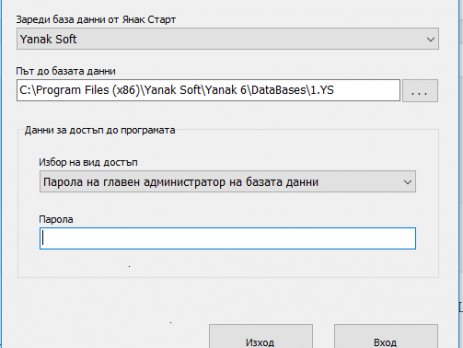 Зареди база данни от Янак Старт
Yanak Soft
Път до базата данни
C:\Program Files (x86)\Yanak Soft\Yanak 6\DataBases\1.YS
...
Данни за достъп до програмата
Избор на вид достъп
Парола на главен администратор на базата данни
Парола
Изход
Вход